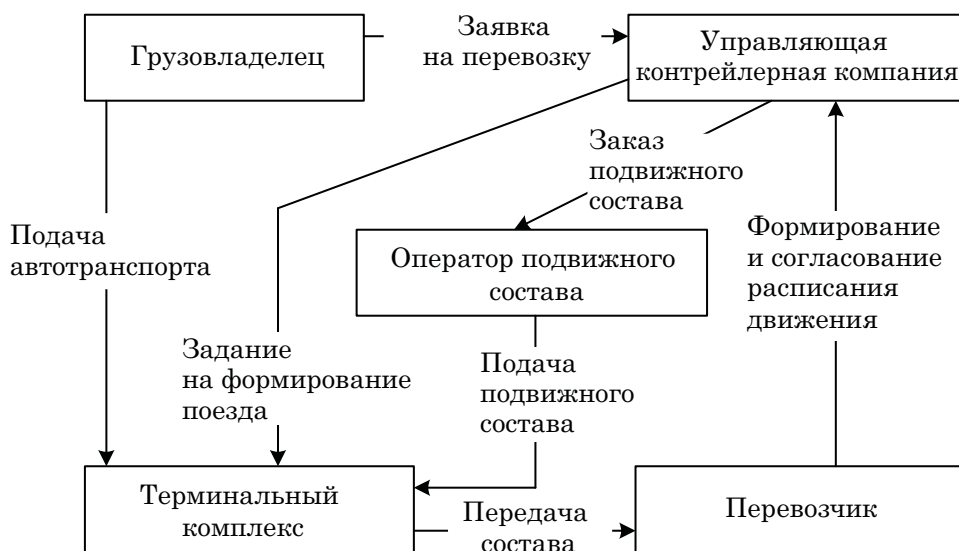 Грузовладелец
Заявка
на перевозку
Управляющая
контрейлерная компания
Заказ
подвижного
состава
Подача
автотранспорта
Оператор подвижного
состава
Формирование
и согласование
расписания
движения
Задание
на формирование
поезда
Подача
подвижного
состава
Терминальный
комплекс
Передача
состава
Перевозчик